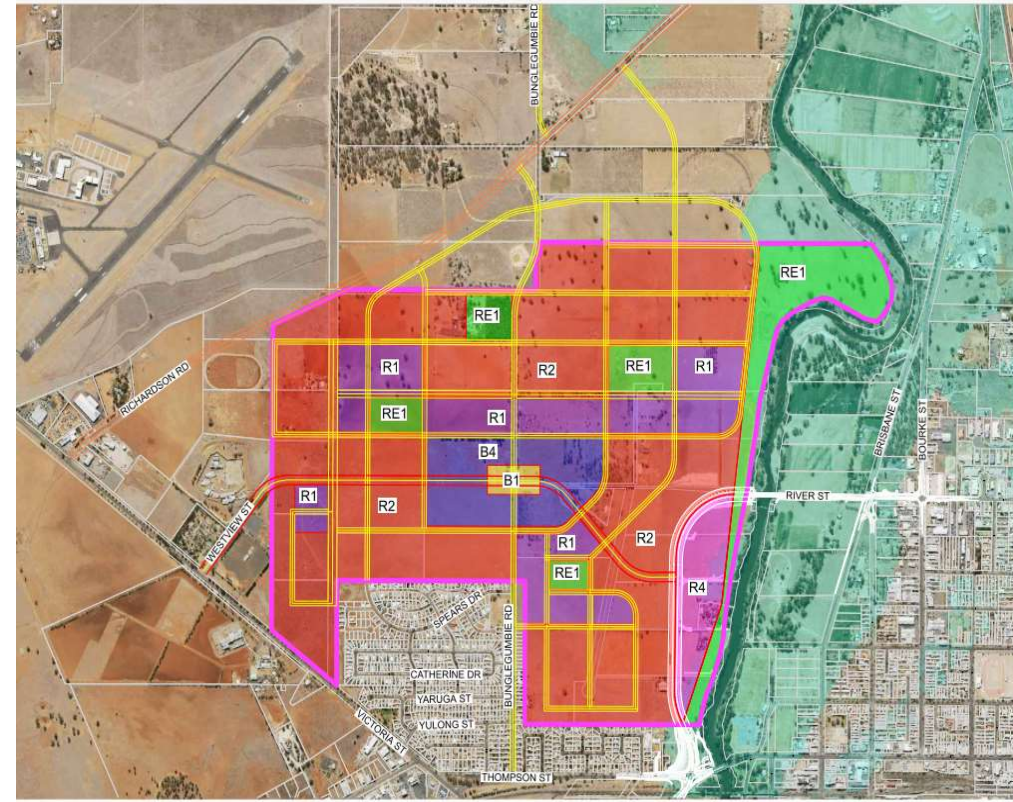 BUNGLEGUMBIE RD
RE1
RE1
R1
R2
RE1
R1
RICHARDSON RD
RE1
R1
BRISBANE ST
BOURKE ST
B4
B1
R1
RIVER ST
WESTVIEW ST
R2
R1
R2
RE1
R4
SPEARS DR
BUNGLEGUMBIE RD
CATHERINE DR
YARUGA ST
YULONG ST
VICTORIA ST
THOMPSON ST